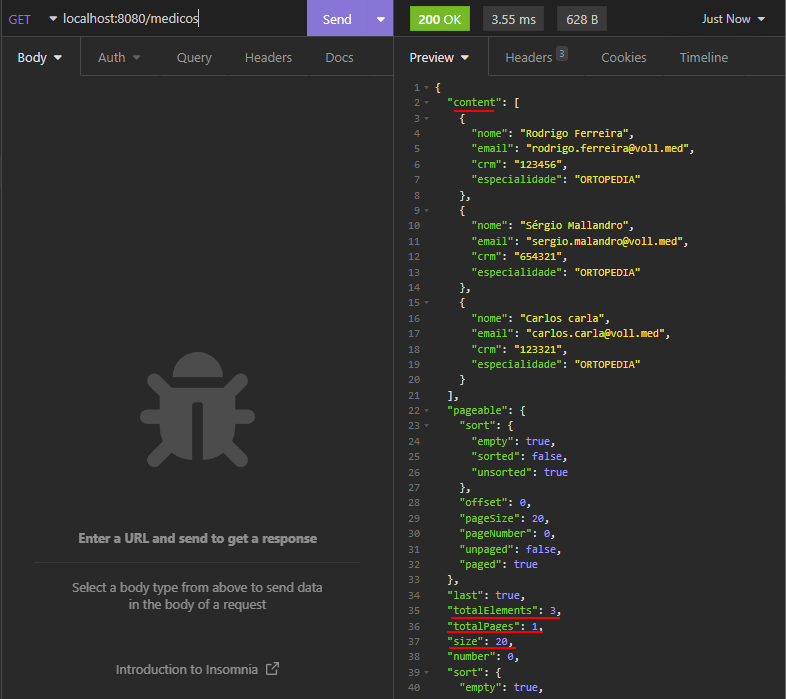 GET localhost:8080/medicos Send 200 OK 3.55 ms 628 B Just Now
Body Auth Query Headers Docs Preview Headers 3 Cookies Timeline
1 {
2 "content": [
3 {
4 "nome": "Rodrigo Ferreira",
5 "email": "rodrigo.ferreira@voll.med",
6 "crm": "123456",
7 "especialidade": "ORTOPEDIA"
8 },
9 {
10 "nome": "Sérgio Mallandro",
11 "email": "sergio.malandro@voll.med",
12 "crm": "654321",
13 "especialidade": "ORTOPEDIA"
14 },
15 {
16 "nome": "Carlos carla",
17 "email": "carlos.carla@voll.med",
18 "crm": "123321",
19 "especialidade": "ORTOPEDIA"
20 }
21 ],
22 "pageable": {
23 "sort": {
24 "empty": true,
25 "sorted": false,
26 "unsorted": true
27 },
28 "offset": 0,
29 "pageSize": 20,
30 "pageNumber": 0,
31 "unpaged": false,
32 "paged": true
33 },
34 "last": true,
35 "totalElements": 3,
36 "totalPages": 1,
37 "size": 20,
38 "number": 0,
39 "sort": {
40 "empty": true,
Enter a URL and send to get a response
Select a body type from above to send data
in the body of a request
Introduction to Insomnia